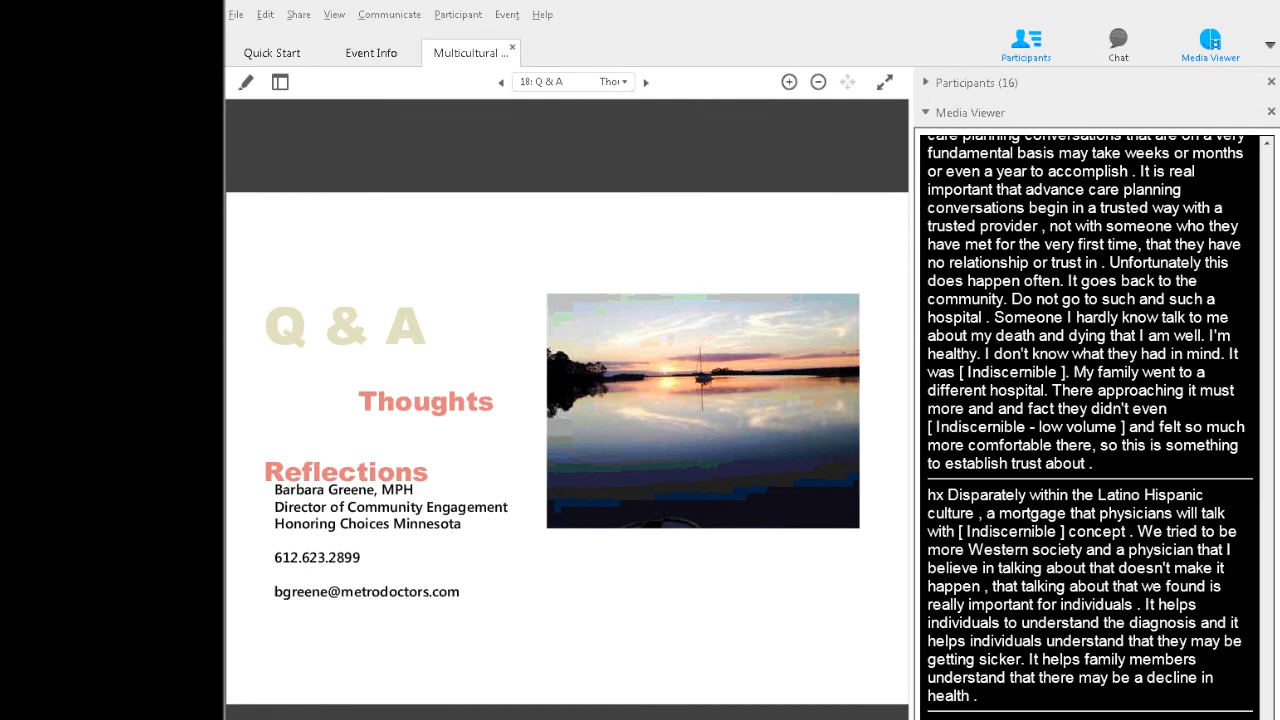 File Edit Share View Communicate Participant Event Help
Quick Start Event Info Multicultural ...
Participants Chat Media Viewer
18: Q & A Thou
Participants (16)
Media Viewer
Q & A
Thoughts
Reflections
Barbara Greene, MPH
Director of Community Engagement
Honoring Choices Minnesota
612.623.2899
bgreene@metrodoctors.com
care planning conversations that are on a very
fundamental basis may take weeks or months
or even a year to accomplish . It is real
important that advance care planning
conversations begin in a trusted way with a
trusted provider , not with someone who they
have met for the very first time, that they have
no relationship or trust in . Unfortunately this
does happen often. It goes back to the
community. Do not go to such and such a
hospital . Someone I hardly know talk to me
about my death and dying that I am well. I'm
healthy. I don't know what they had in mind. It
was [ Indiscernible ]. My family went to a
different hospital. There approaching it must
more and and fact they didn't even
[ Indiscernible - low volume ] and felt so much
more comfortable there, so this is something
to establish trust about .
hx Disparately within the Latino Hispanic
culture , a mortgage that physicians will talk
with [ Indiscernible ] concept . We tried to be
more Western society and a physician that I
believe in talking about that doesn't make it
happen , that talking about that we found is
really important for individuals . It helps
individuals to understand the diagnosis and it
helps individuals understand that they may be
getting sicker. It helps family members
understand that there may be a decline in
health .